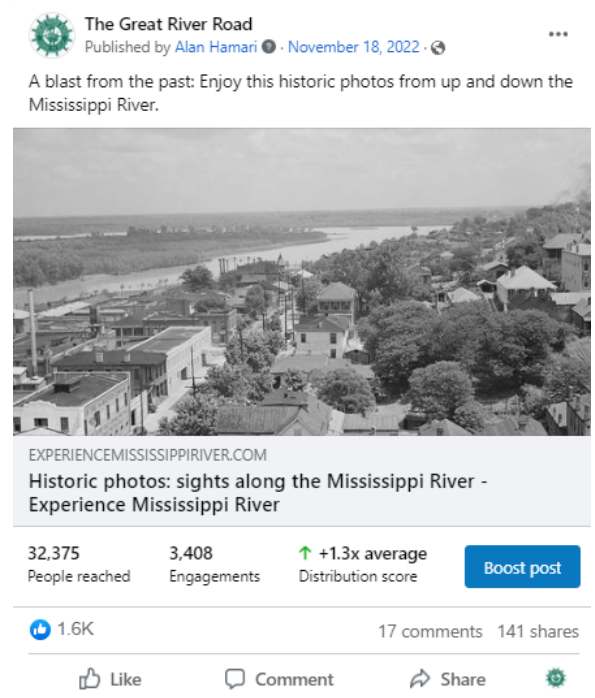 The Great River Road
Published by Alan Hamari · November 18, 2022 ·
A blast from the past: Enjoy this historic photos from up and down the
Mississippi River.
EXPERIENCEMISSISSIPPIRIVER.COM
Historic photos: sights along the Mississippi River -
Experience Mississippi River
32,375 3,408 +1.3x average
People reached Engagements Distribution score Boost post
1.6K 17 comments 141 shares
Like Comment Share